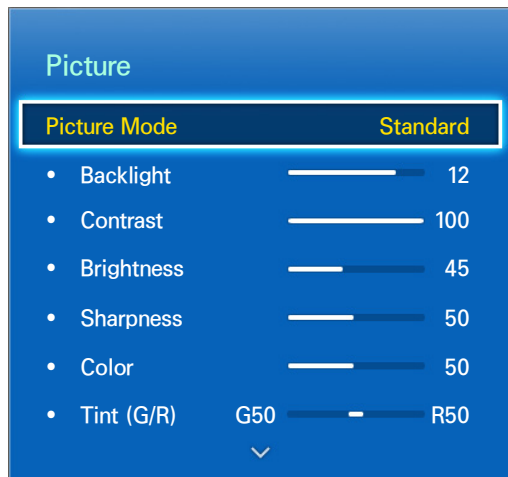 Picture
Picture Mode Standard
• Backlight 12
• Contrast 100
• Brightness 45
• Sharpness 50
• Color 50
• Tint (G/R) G50 R50